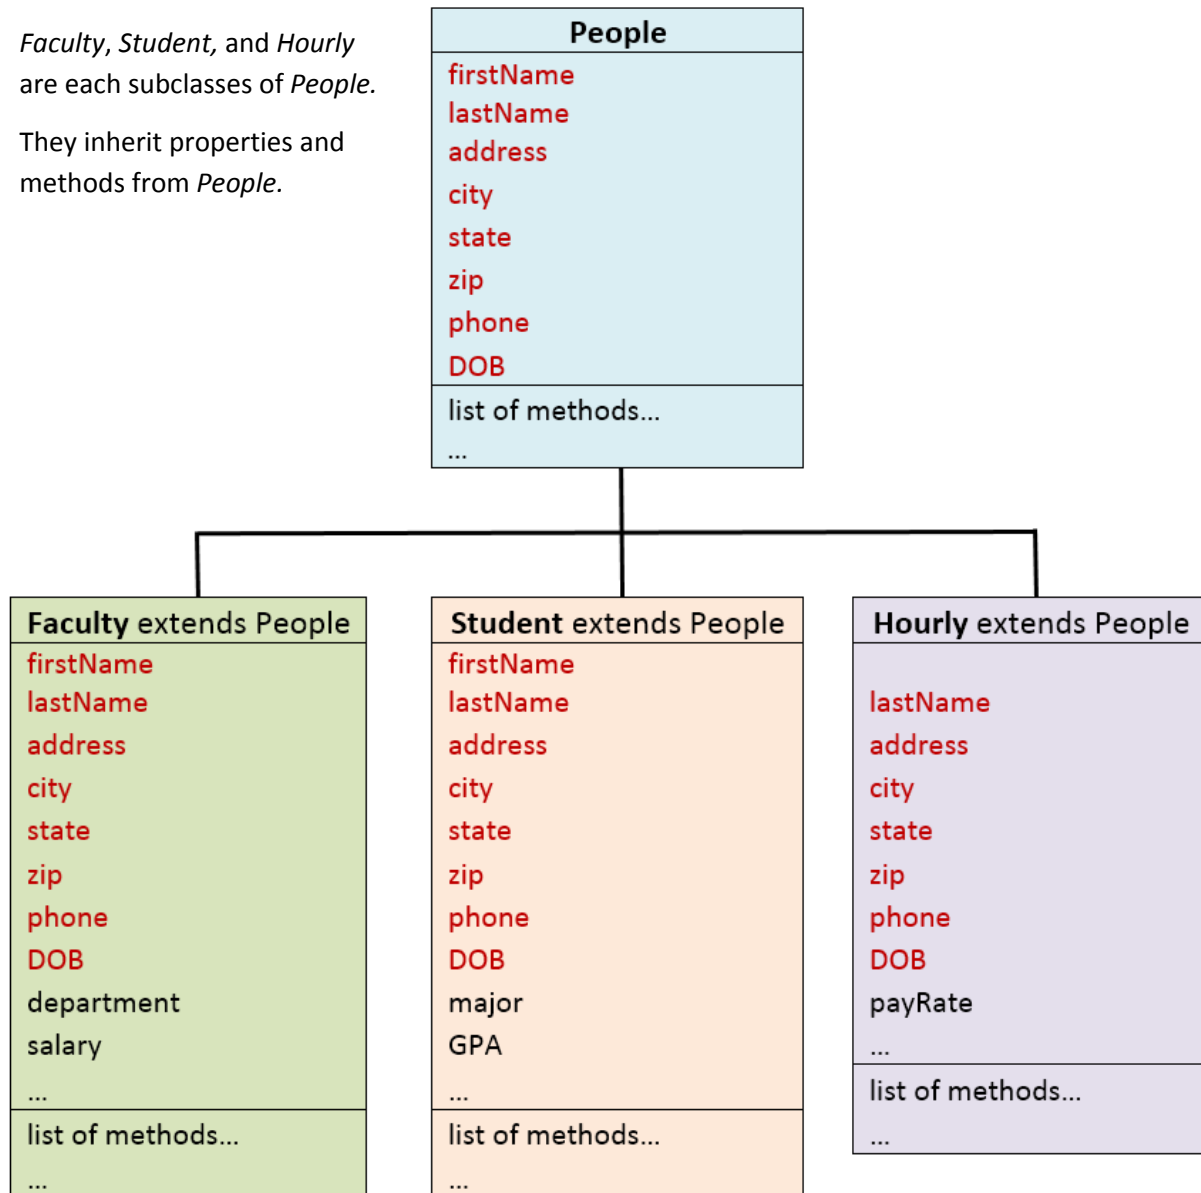 Faculty, Student, and Hourly
are each subclasses of People.
They inherit properties and
methods from People.
People
firstName
lastName
address
city
state
zip
phone
DOB
list of methods...
...
Faculty extends People
firstName
lastName
address
city
state
zip
phone
DOB
department
salary
...
list of methods...
...
Student extends People
firstName
lastName
address
city
state
zip
phone
DOB
major
GPA
...
list of methods...
...
Hourly extends People
lastName
address
city
state
zip
phone
DOB
payRate
...
list of methods...
...